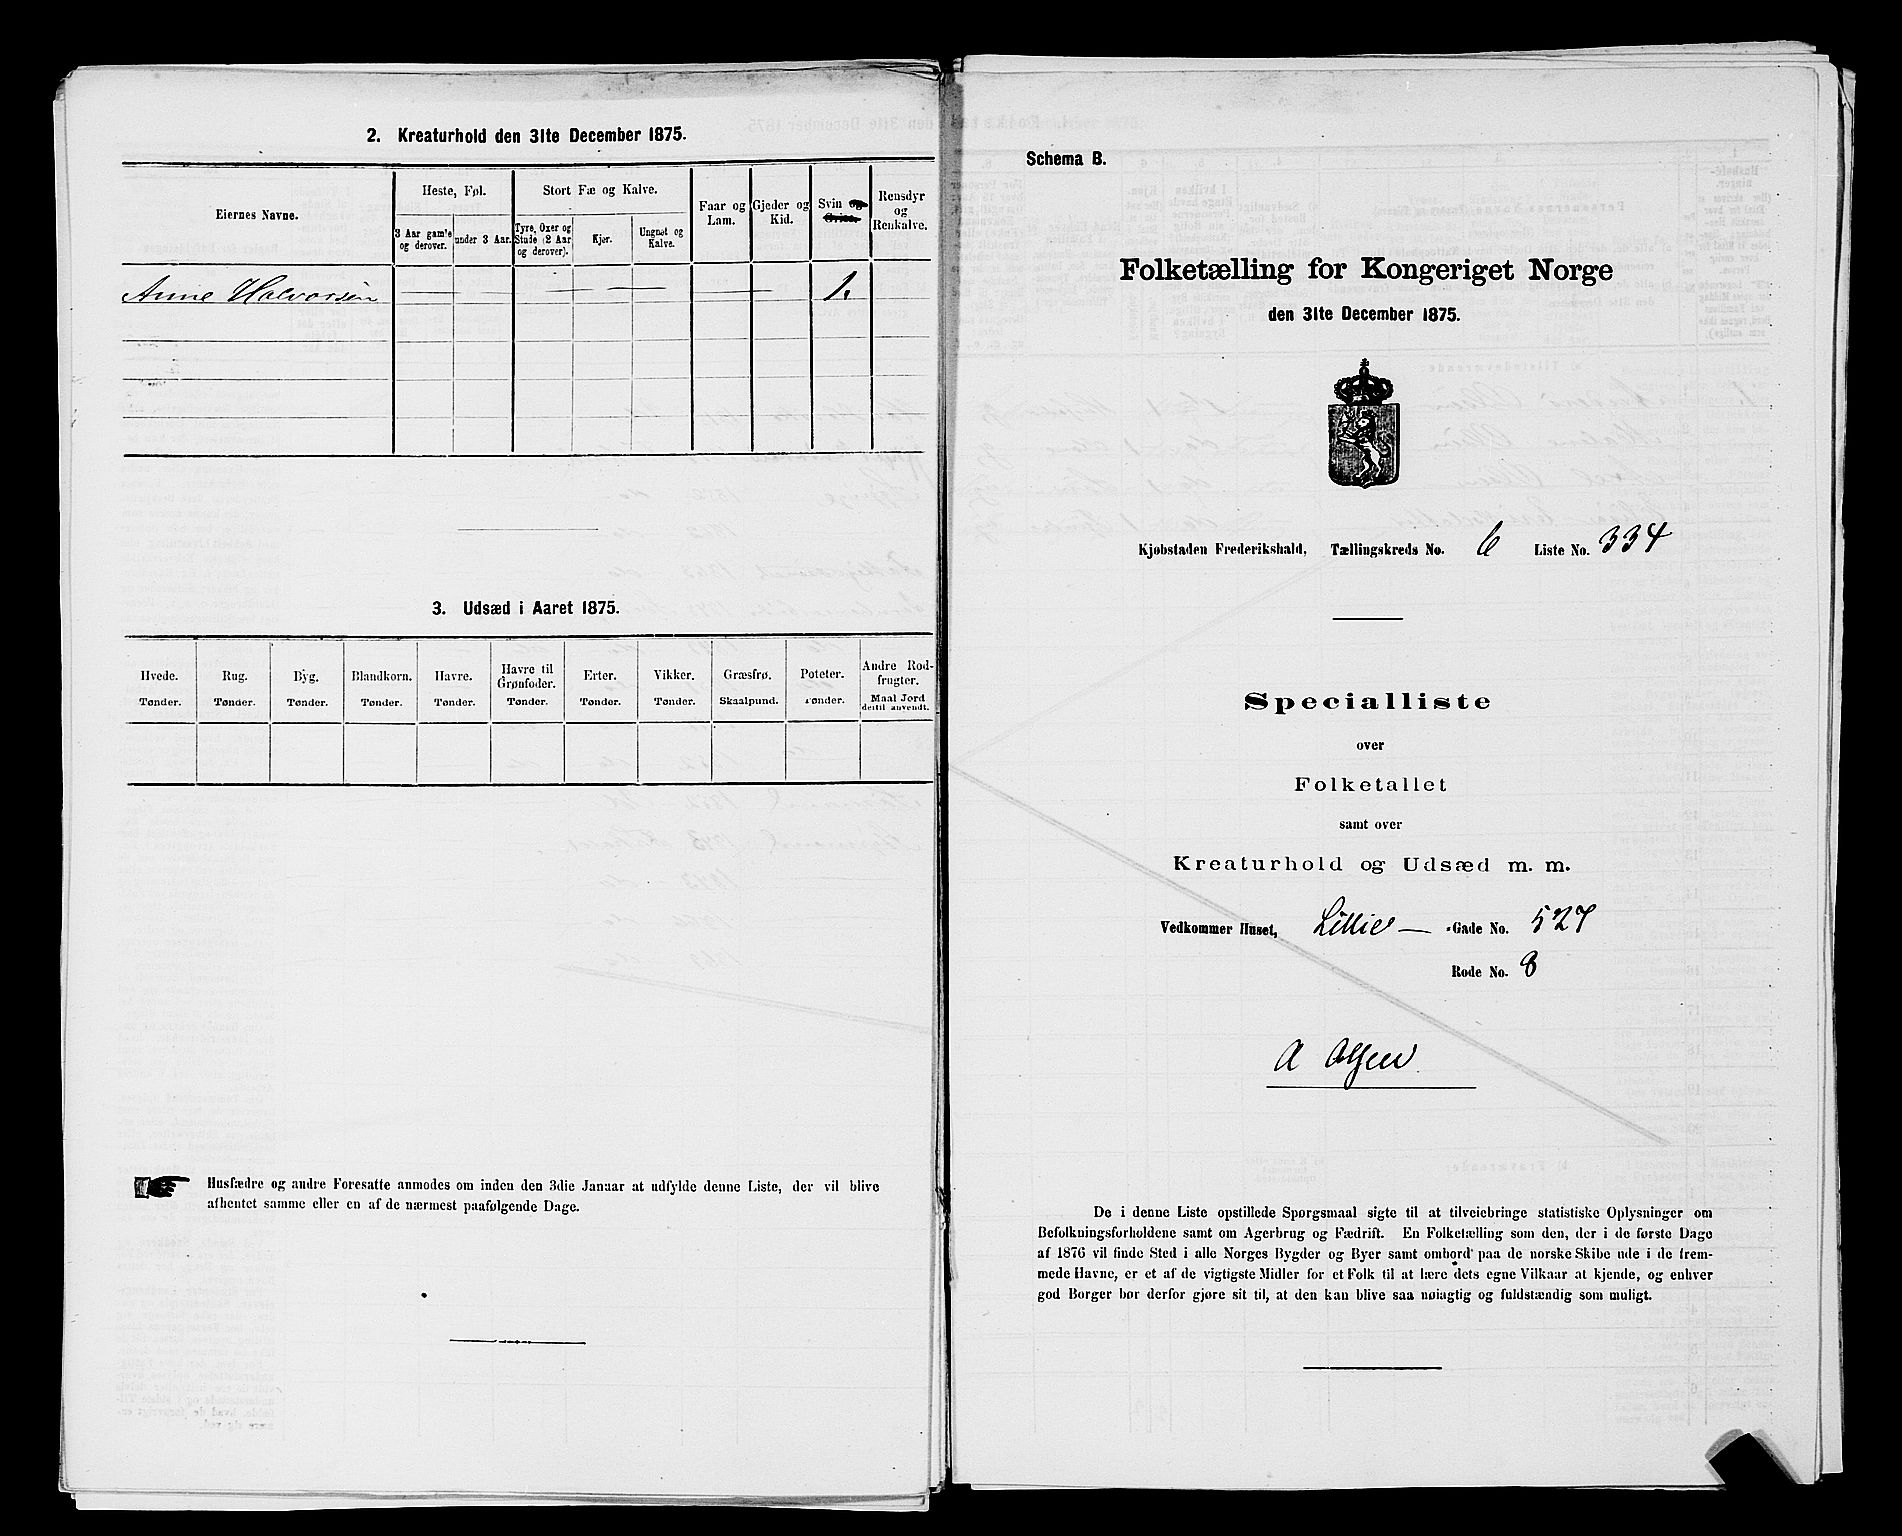 2. Kreaturhold den 31te December 1875.
Eiernes Navne.
Heste, Føl.
3 Aar gamle og derover.
under 3 Aar.
Stort Fæ og Kalve.
Tyre, Oxer og Stude (2 Aar og derover).
Kjør.
Ungnøt og Kalve.
Faar og Lam.
Gjeder og Kid.
Svin og Grise.
Rensdyr og Renkalve.
Anne Halvorsen — — — — — 1.
3. Udsæd i Aaret 1875.
Hvede. Tønder.
Rug. Tønder.
Byg. Tønder.
Blandkorn. Tønder.
Havre. Tønder.
Havre til Grønfoder. Tønder.
Erter. Tønder.
Vikker. Tønder.
Græsfrø. Skaalpund.
Poteter. Tønder.
Andre Rodfrugter. Maal Jord dertil anvendt.
Husfædre og andre Foresatte anmodes om inden den 3die Januar at udfylde denne Liste, der vil blive
afhentet samme eller en af de nærmest paafølgende Dage.
Schema B.
Folketælling for Kongeriget Norge
den 31te December 1875.
Kjøbstaden Frederikshald, Tællingskreds No. 6 Liste No. 334
Specialliste
over
Folketallet
samt over
Kreaturhold og Udsæd m. m.
Vedkommer Huset, Lillie — -Gade No. 527
Rode No. 8
A Olsen
De i denne Liste opstillede Spørgsmaal sigte til at tilveiebringe statistiske Oplysninger om
Befolkningsforholdene samt om Agerbrug og Fædrift. En Folketælling som den, der i de første Dage
af 1876 vil finde Sted i alle Norges Bygder og Byer samt ombord paa de norske Skibe ude i de frem-
mede Havne, er et af de vigtigste Midler for et Folk til at lære dets egne Vilkaar at kjende, og enhver
god Borger bør derfor gjøre sit til, at den kan blive saa nøiagtig og fuldstændig som muligt.